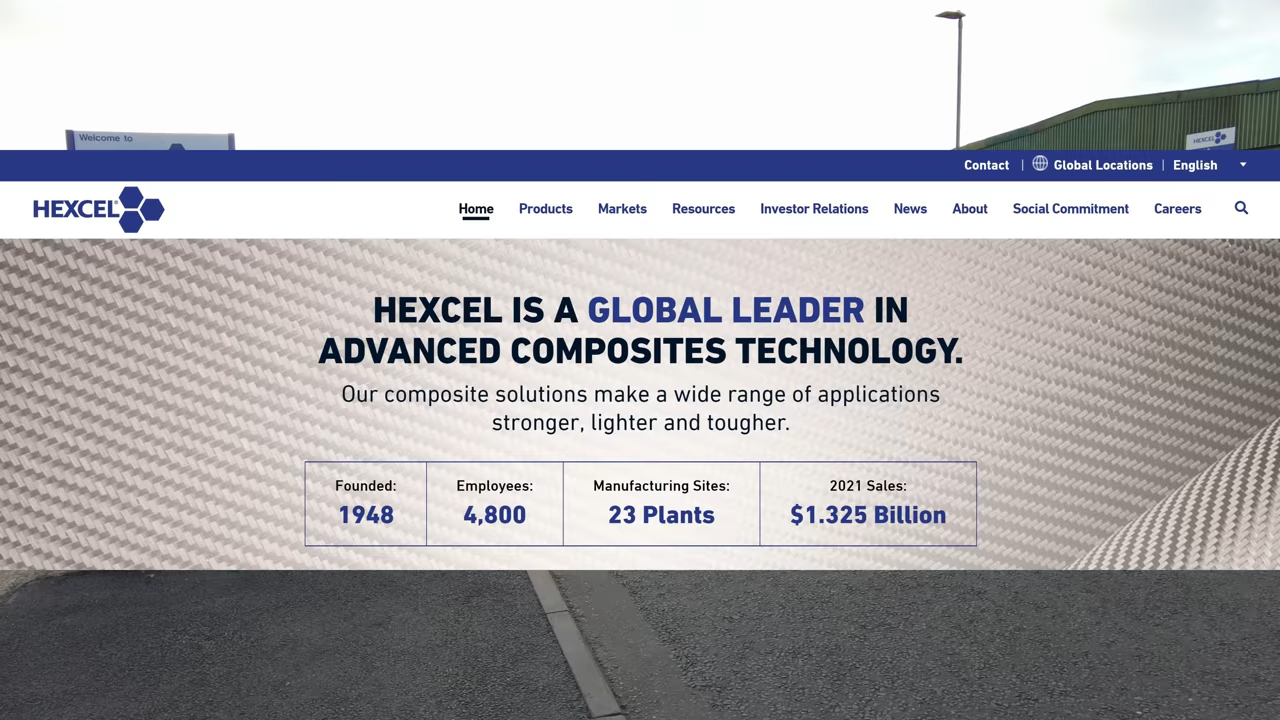 Welcome to
HEXCEL
Contact | Global Locations | English
HEXCEL
Home Products Markets Resources Investor Relations News About Social Commitment Careers
HEXCEL IS A GLOBAL LEADER IN
ADVANCED COMPOSITES TECHNOLOGY.
Our composite solutions make a wide range of applications
stronger, lighter and tougher.
Founded: Employees: Manufacturing Sites: 2021 Sales:
1948 4,800 23 Plants $1.325 Billion